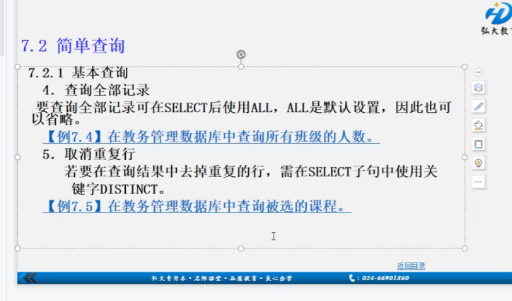 弘大教育
7.2 简单查询
7.2.1 基本查询
4. 查询全部记录
要查询全部记录可在SELECT后使用ALL，ALL是默认设置，因此也可
以省略。
【例7.4】在教务管理数据库中查询所有班级的人数。
5. 取消重复行
若要在查询结果中去掉重复的行，需在SELECT子句中使用关
键字DISTINCT。
【例7.5】在教务管理数据库中查询被选的课程。
返回目录
弘大专升本·名师课堂·品质教育·良心办学
：024-66901860